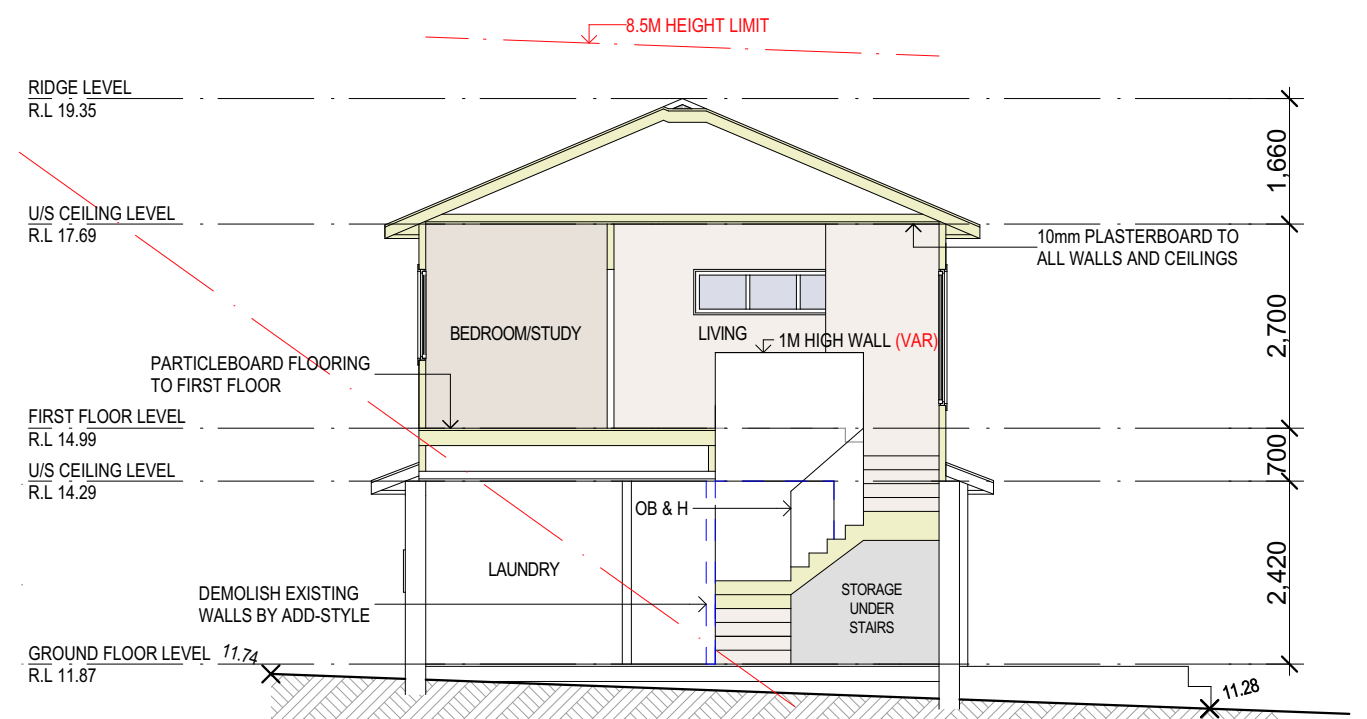 8.5M HEIGHT LIMIT
RIDGE LEVEL
R.L 19.35
1,660
U/S CEILING LEVEL
R.L 17.69
10mm PLASTERBOARD TO
ALL WALLS AND CEILINGS
2,700
BEDROOM/STUDY
LIVING
1M HIGH WALL (VAR)
PARTICLEBOARD FLOORING
TO FIRST FLOOR
FIRST FLOOR LEVEL
R.L 14.99
700
U/S CEILING LEVEL
R.L 14.29
OB & H
2,420
LAUNDRY
DEMOLISH EXISTING
WALLS BY ADD-STYLE
STORAGE
UNDER
STAIRS
GROUND FLOOR LEVEL
R.L 11.87
11.74
11.28